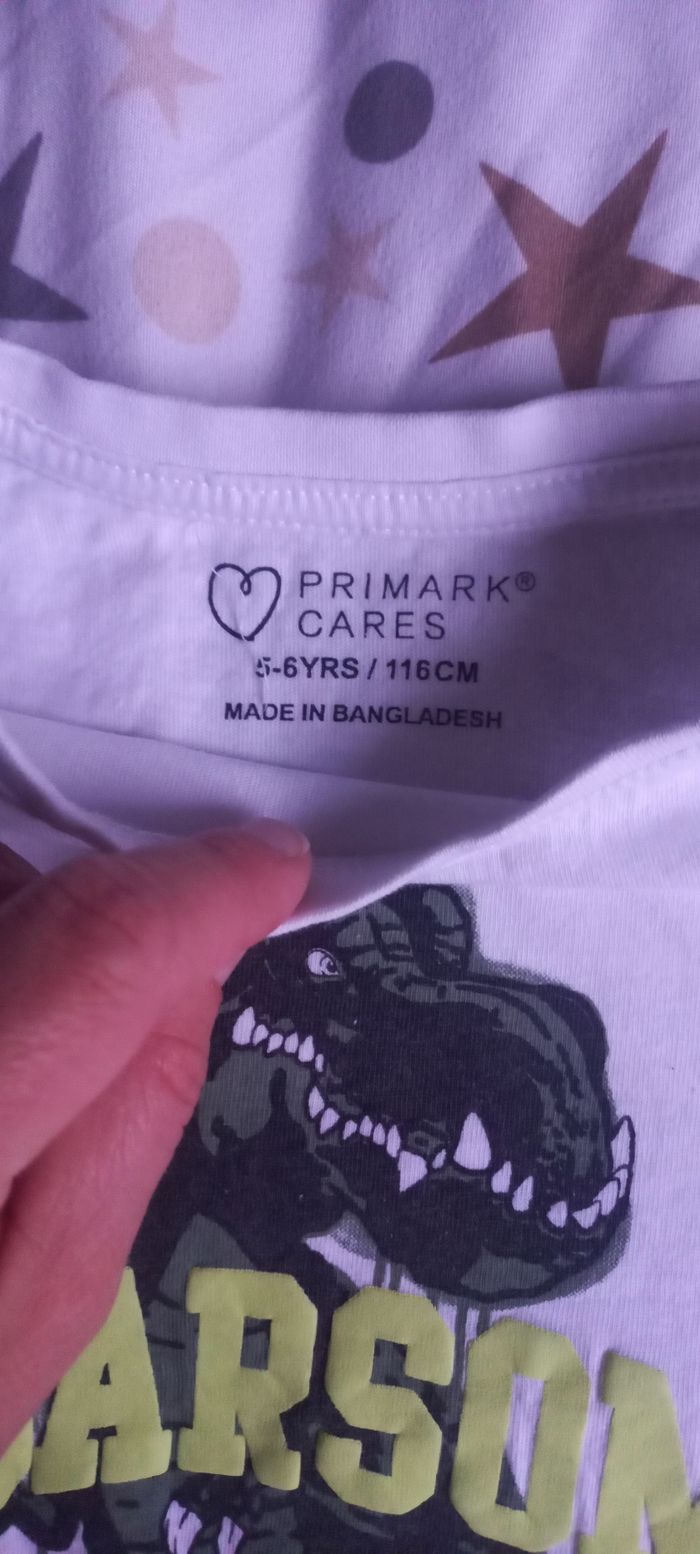 PRIMARK®
CARES
5-6YRS / 116CM
MADE IN BANGLADESH